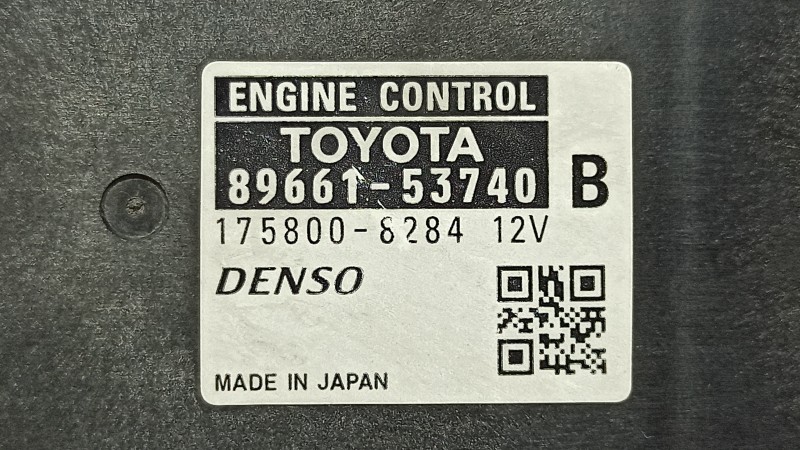 ENGINE CONTROL
TOYOTA
89661-53740 B
175800-8284 12V
DENSO
MADE IN JAPAN